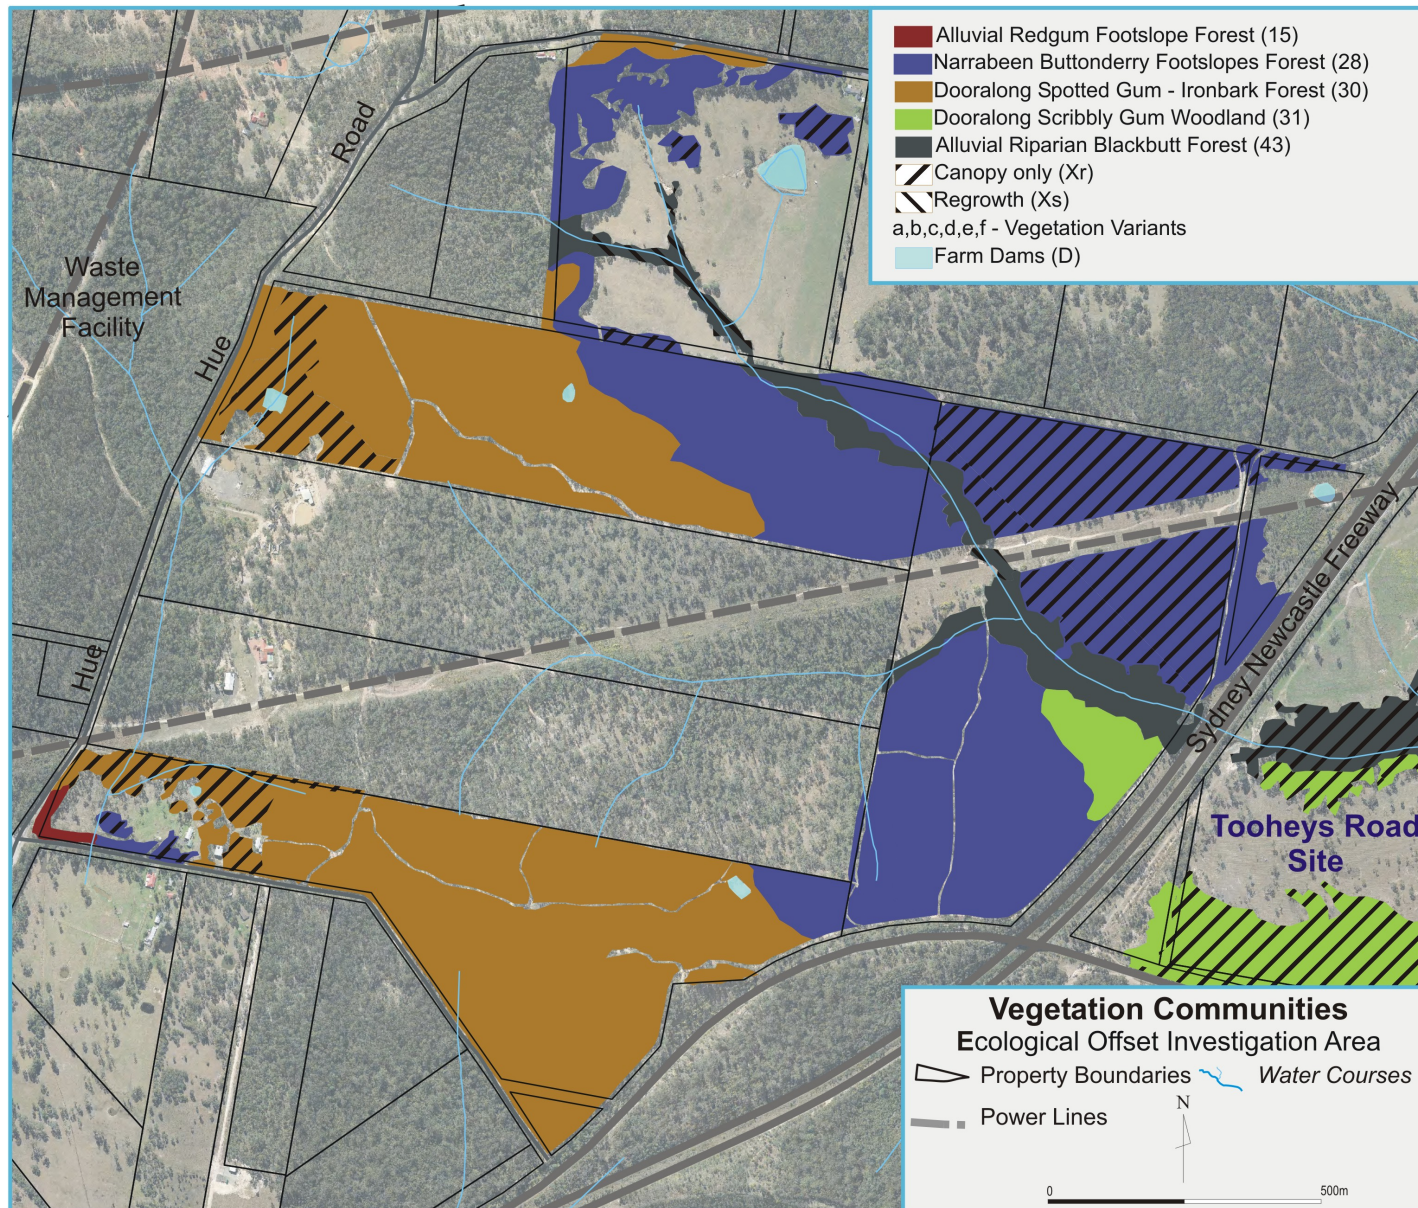 Alluvial Redgum Footslope Forest (15)
Narrabeen Buttonderry Footslopes Forest (28)
Dooralong Spotted Gum - Ironbark Forest (30)
Dooralong Scribbly Gum Woodland (31)
Alluvial Riparian Blackbutt Forest (43)
Canopy only (Xr)
Regrowth (Xs)
a,b,c,d,e,f - Vegetation Variants
Farm Dams (D)
Road
Waste
Management
Facility
Hue
Hue
Sydney Newcastle Freeway
Tooheys Road
Site
Vegetation Communities
Ecological Offset Investigation Area
Property Boundaries
Water Courses
Power Lines
N
0
500m